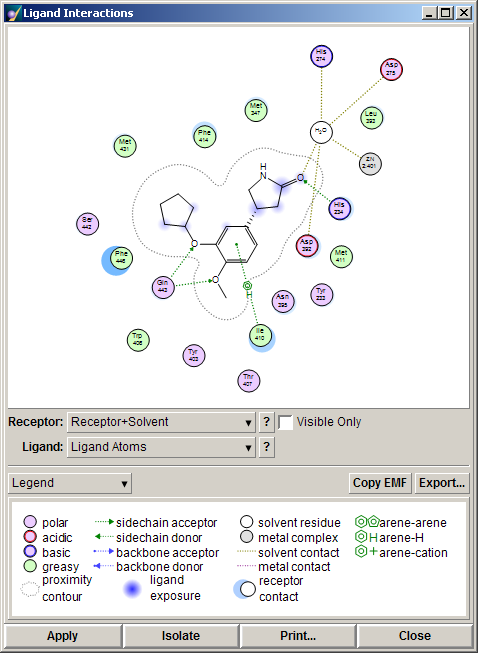 Ligand Interactions
His
274
Asp
275
Met
347
Leu
393
Phe
414
H₂O
Met
431
ZN
2.401
HN
O
His
234
Ser
442
Asp
392
O
Phe
446
Met
411
Gln
443
O
Asn
395
Tyr
233
H
Ile
410
Trp
406
Tyr
403
Thr
407
Receptor: Receptor+Solvent ? Visible Only
Ligand: Ligand Atoms ?
Legend Copy EMF Export...
polar sidechain acceptor solvent residue arene-arene
acidic sidechain donor metal complex H arene-H
basic backbone acceptor solvent contact + arene-cation
greasy backbone donor metal contact
proximity contour ligand exposure receptor contact
Apply Isolate Print... Close